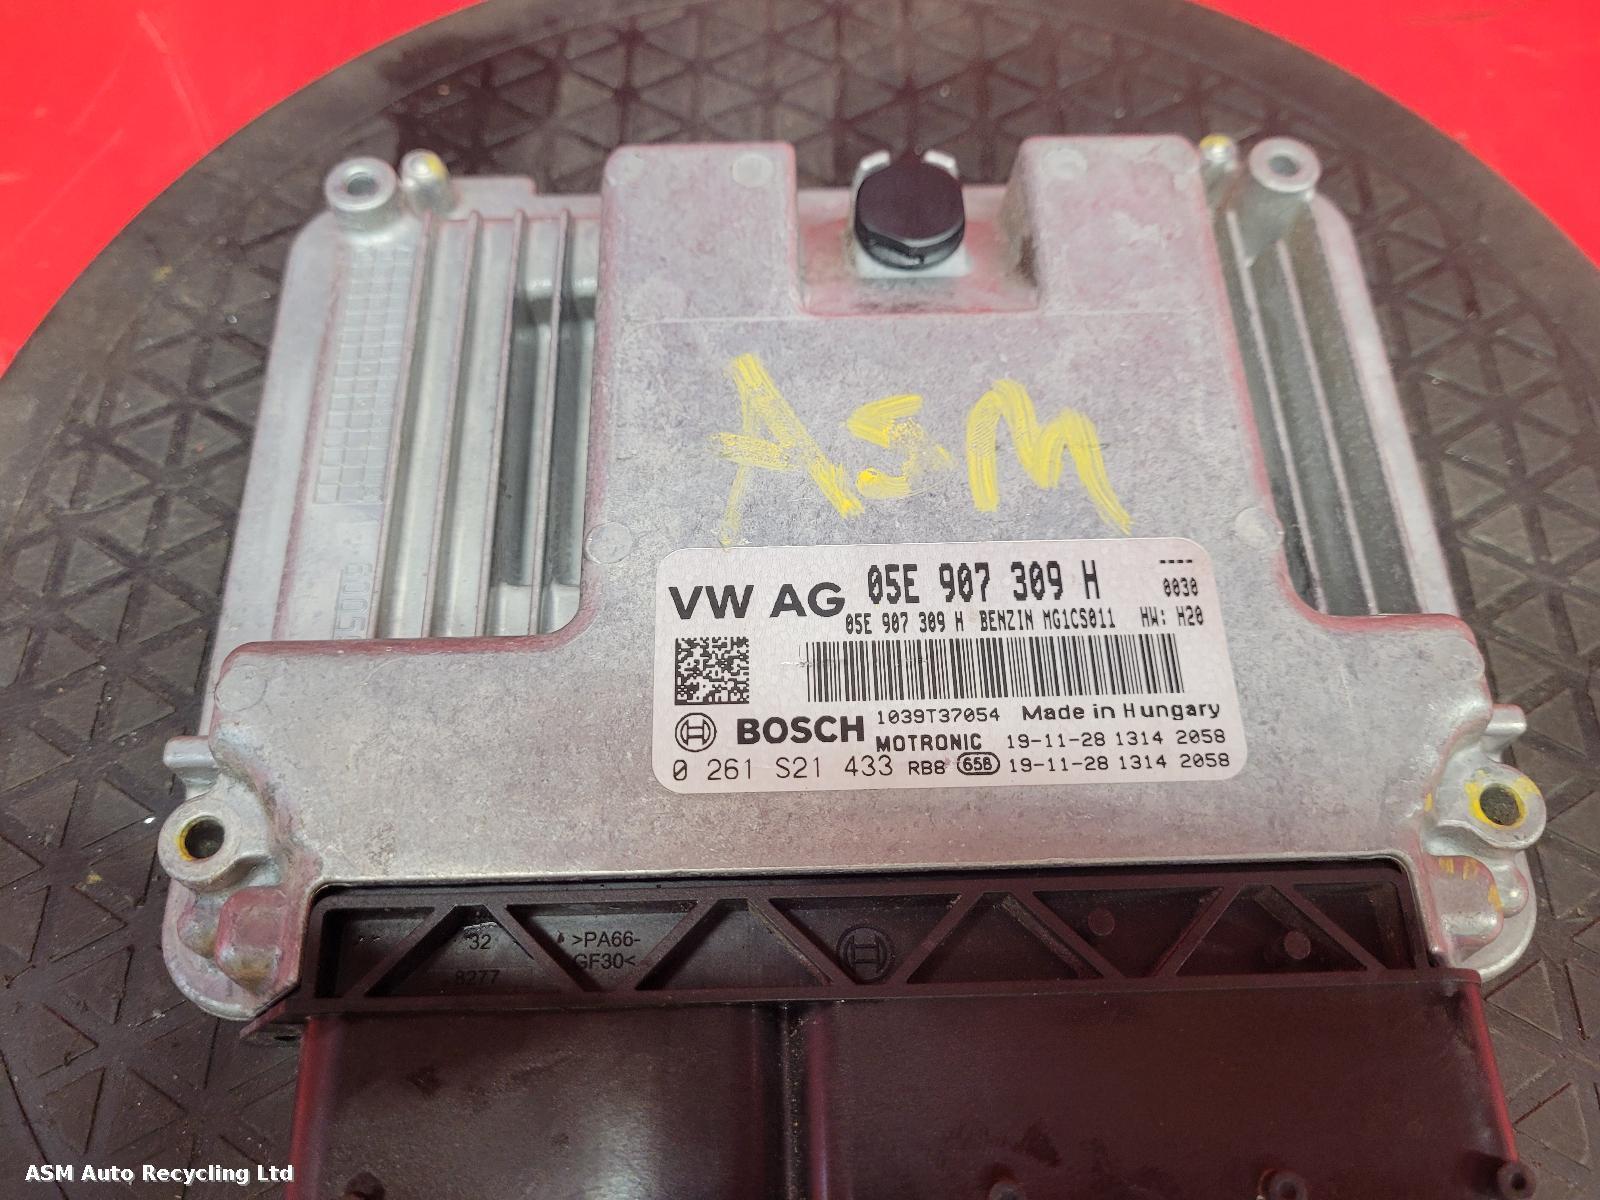 ASM
VW AG 05E 907 309 H ----
0030
05E 907 309 H BENZIN MG1CS011 HW: H20
BOSCH 1039T37054 Made in Hungary
MOTRONIC 19-11-28 1314 2058
0 261 S21 433 RB8 658 19-11-28 1314 2058
32 >PA66-
GF30<
8277
ASM Auto Recycling Ltd